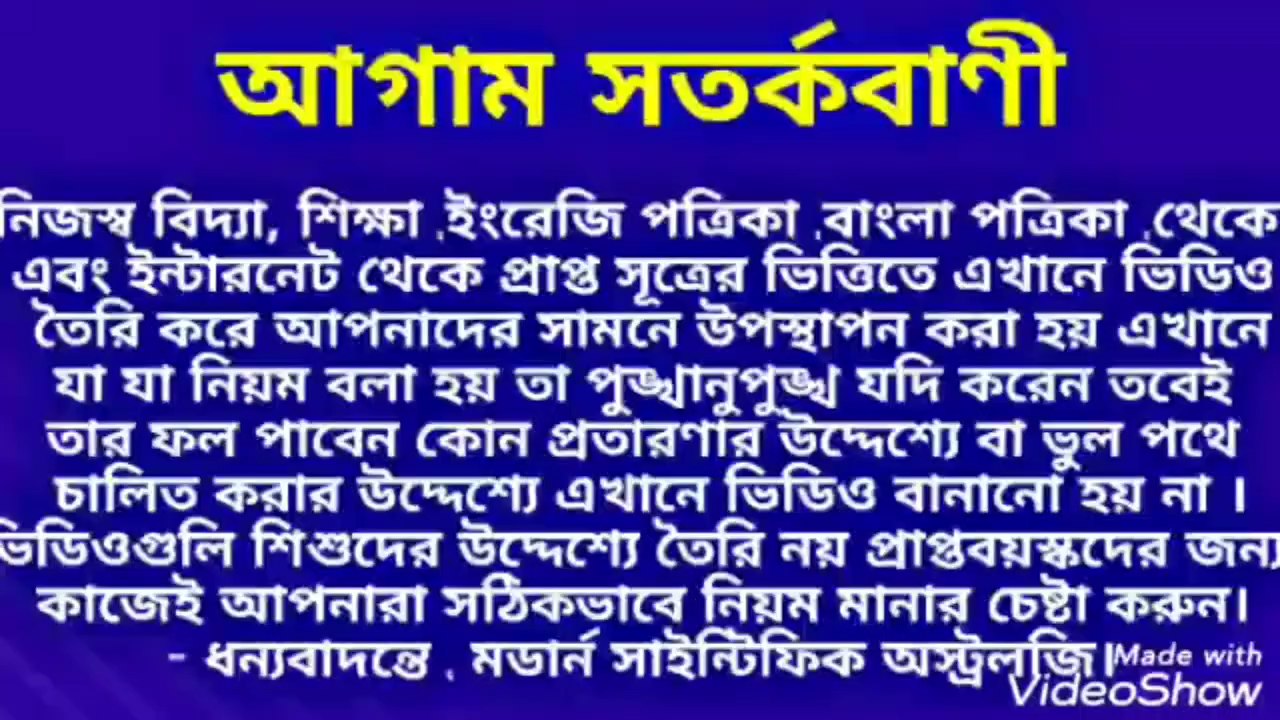 আগাম সতর্কবাণী
নিজস্ব বিদ্যা, শিক্ষা ,ইংরেজি পত্রিকা ,বাংলা পত্রিকা ,থেকে
এবং ইন্টারনেট থেকে প্রাপ্ত সূত্রের ভিত্তিতে এখানে ভিডিও
তৈরি করে আপনাদের সামনে উপস্থাপন করা হয় এখানে
যা যা নিয়ম বলা হয় তা পুঙ্খানুপুঙ্খ যদি করেন তবেই
তার ফল পাবেন কোন প্রতারণার উদ্দেশ্যে বা ভুল পথে
চালিত করার উদ্দেশ্যে এখানে ভিডিও বানানো হয় না ।
ভিডিওগুলি শিশুদের উদ্দেশ্যে তৈরি নয় প্রাপ্তবয়স্কদের জন্য
কাজেই আপনারা সঠিকভাবে নিয়ম মানার চেষ্টা করুন।
- ধন্যবাদন্তে , মডার্ন সাইন্টিফিক অস্ট্রলজি।
Made with
VideoShow